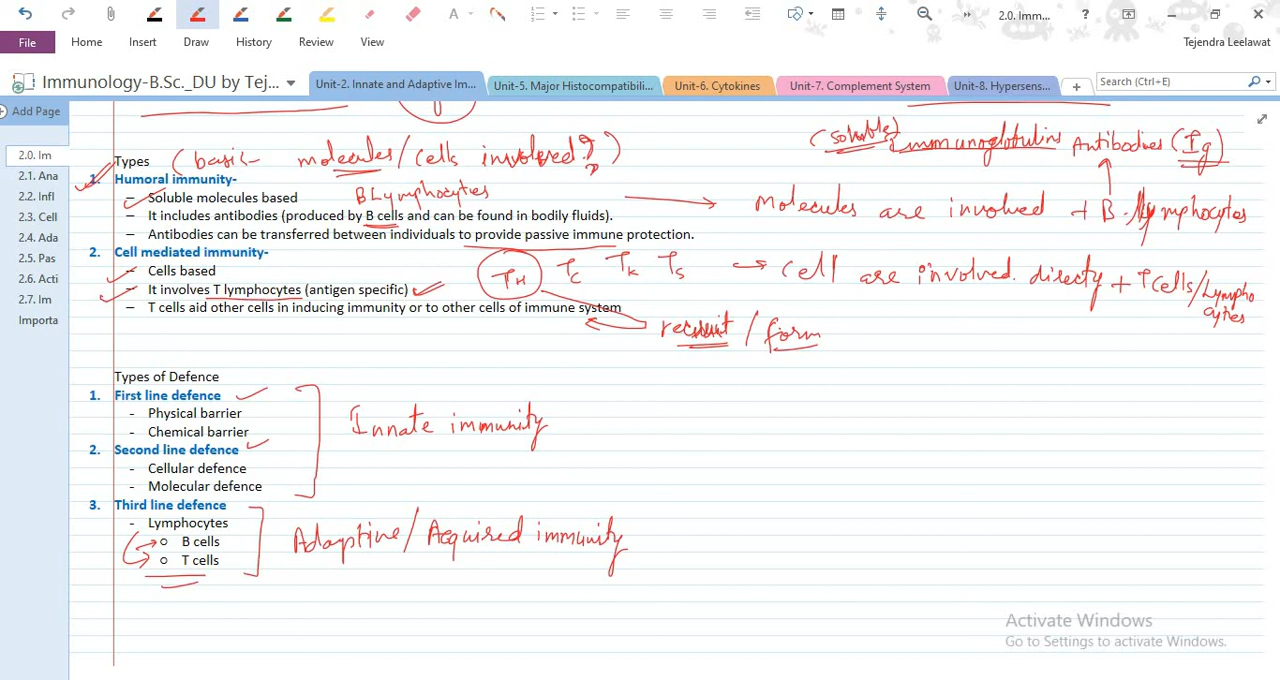 2.0. Imm...
File Home Insert Draw History Review View
Tejendra Leelawat
Immunology-B.Sc._DU by Tej...
Unit-2. Innate and Adaptive Im...
Unit-5. Major Histocompatibili...
Unit-6. Cytokines
Unit-7. Complement System
Unit-8. Hypersens...
Search (Ctrl+E)
Add Page
2.0. Im
2.1. Ana
2.2. Infl
2.3. Cell
2.4. Ada
2.5. Pas
2.6. Acti
2.7. Im
Importa
(soluble) Immunoglobulins Antibodies (Ig)
Types (basic- molecules/cells involved?)
1. Humoral immunity-
- Soluble molecules based B Lymphocytes
Molecules are involved + B-lymphocytes
- It includes antibodies (produced by B cells and can be found in bodily fluids).
- Antibodies can be transferred between individuals to provide passive immune protection.
2. Cell mediated immunity-
- Cells based
TH TC TK TS → cell are involved directly + T cells/Lymphocytes
- It involves T lymphocytes (antigen specific)
- T cells aid other cells in inducing immunity or to other cells of immune system
recruit / form
Types of Defence
1. First line defence
- Physical barrier
- Chemical barrier
Innate immunity
2. Second line defence
- Cellular defence
- Molecular defence
3. Third line defence
- Lymphocytes
o B cells
Adaptive/Acquired immunity
o T cells
Activate Windows
Go to Settings to activate Windows.